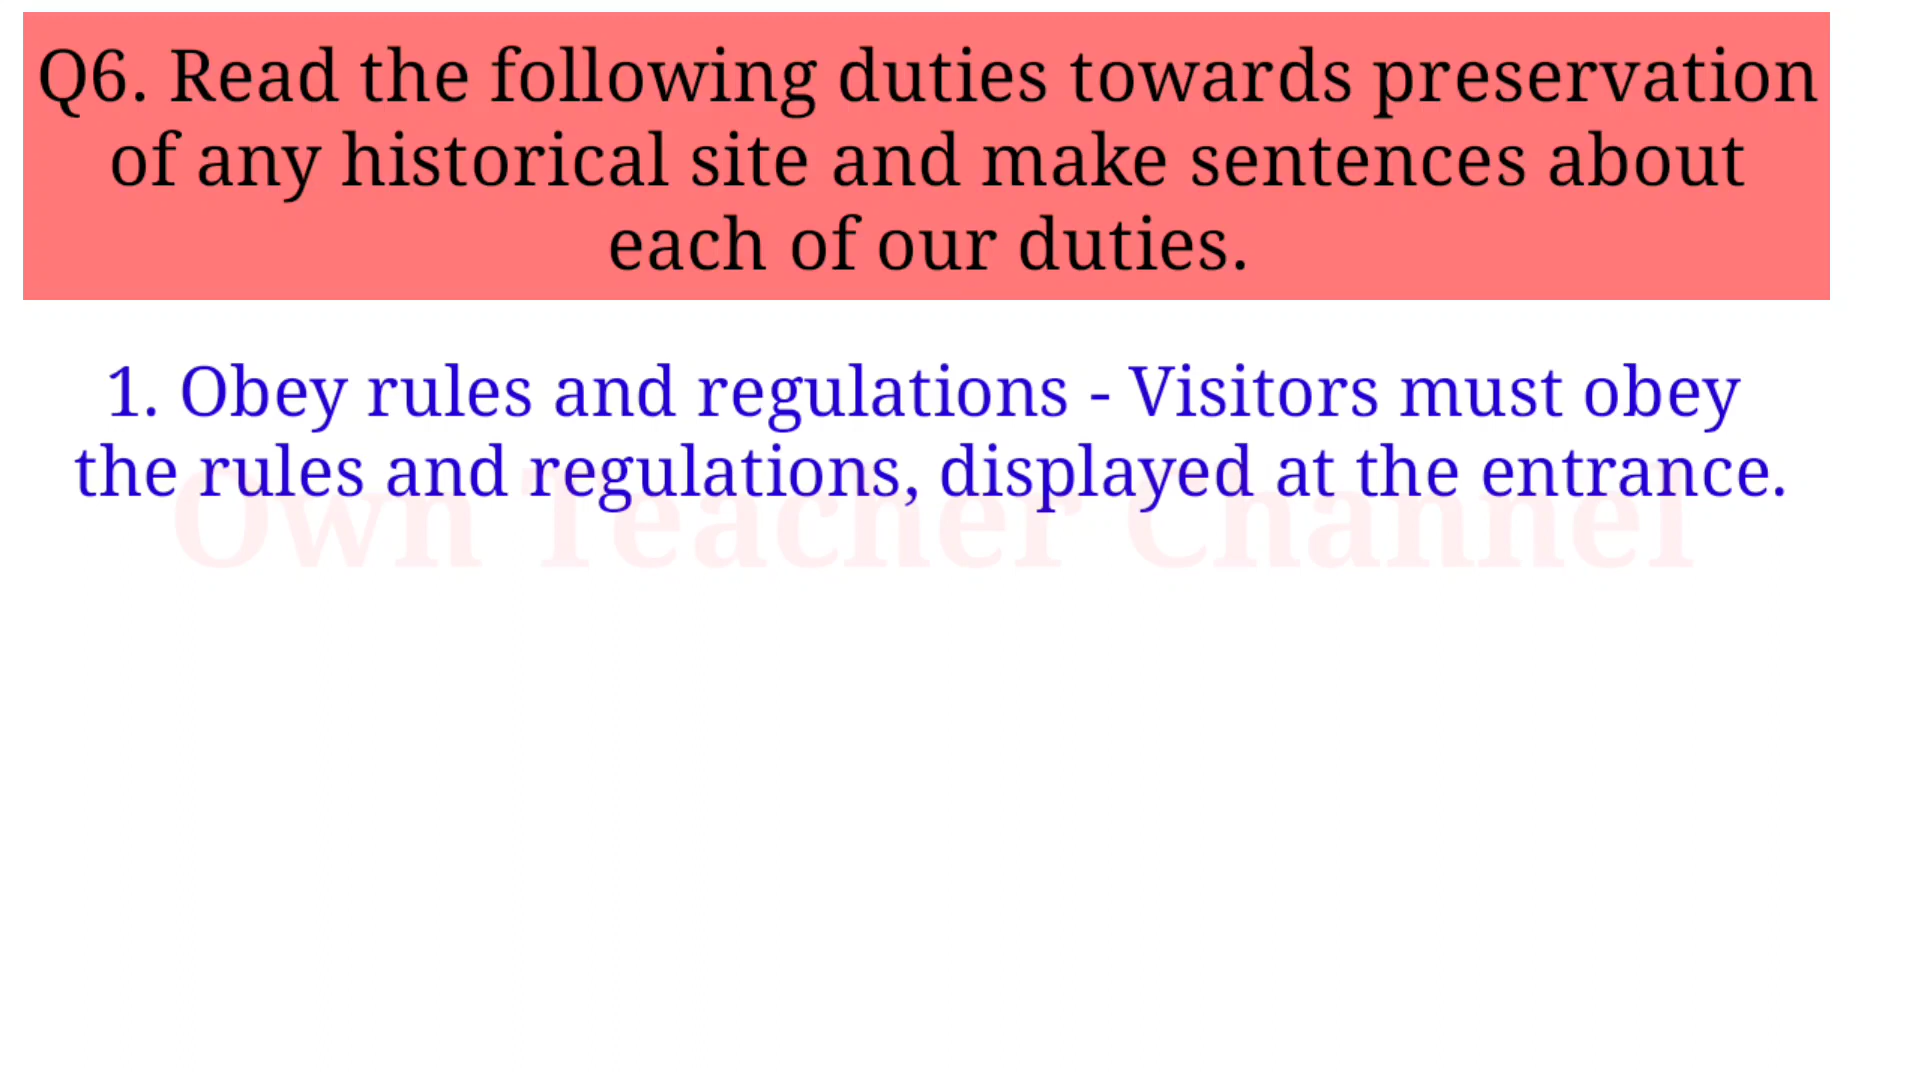 Q6. Read the following duties towards preservation
of any historical site and make sentences about
each of our duties.
1. Obey rules and regulations - Visitors must obey
the rules and regulations, displayed at the entrance.
Own Teacher Channel